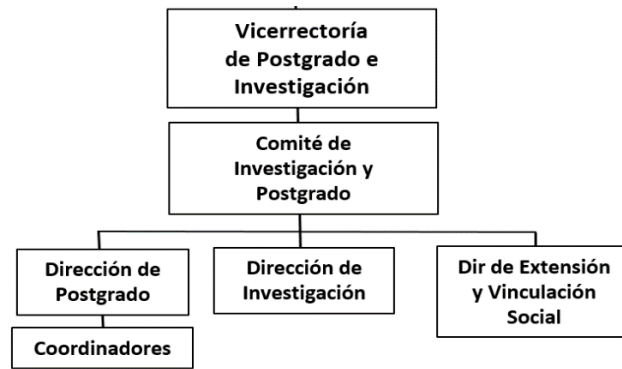 Vicerrectoría
de Postgrado e
Investigación
Comité de
Investigación y
Postgrado
Dirección de
Postgrado
Dirección de
Investigación
Dir de Extensión
y Vinculación
Social
Coordinadores